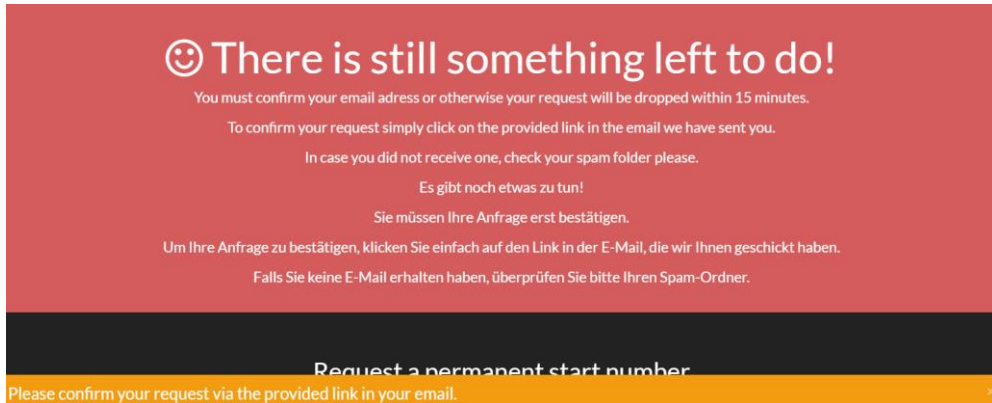 There is still something left to do!
You must confirm your email adress or otherwise your request will be dropped within 15 minutes.
To confirm your request simply click on the provided link in the email we have sent you.
In case you did not receive one, check your spam folder please.
Es gibt noch etwas zu tun!
Sie müssen Ihre Anfrage erst bestätigen.
Um Ihre Anfrage zu bestätigen, klicken Sie einfach auf den Link in der E-Mail, die wir Ihnen geschickt haben.
Falls Sie keine E-Mail erhalten haben, überprüfen Sie bitte Ihren Spam-Ordner.
Request a permanent start number
Please confirm your request via the provided link in your email.